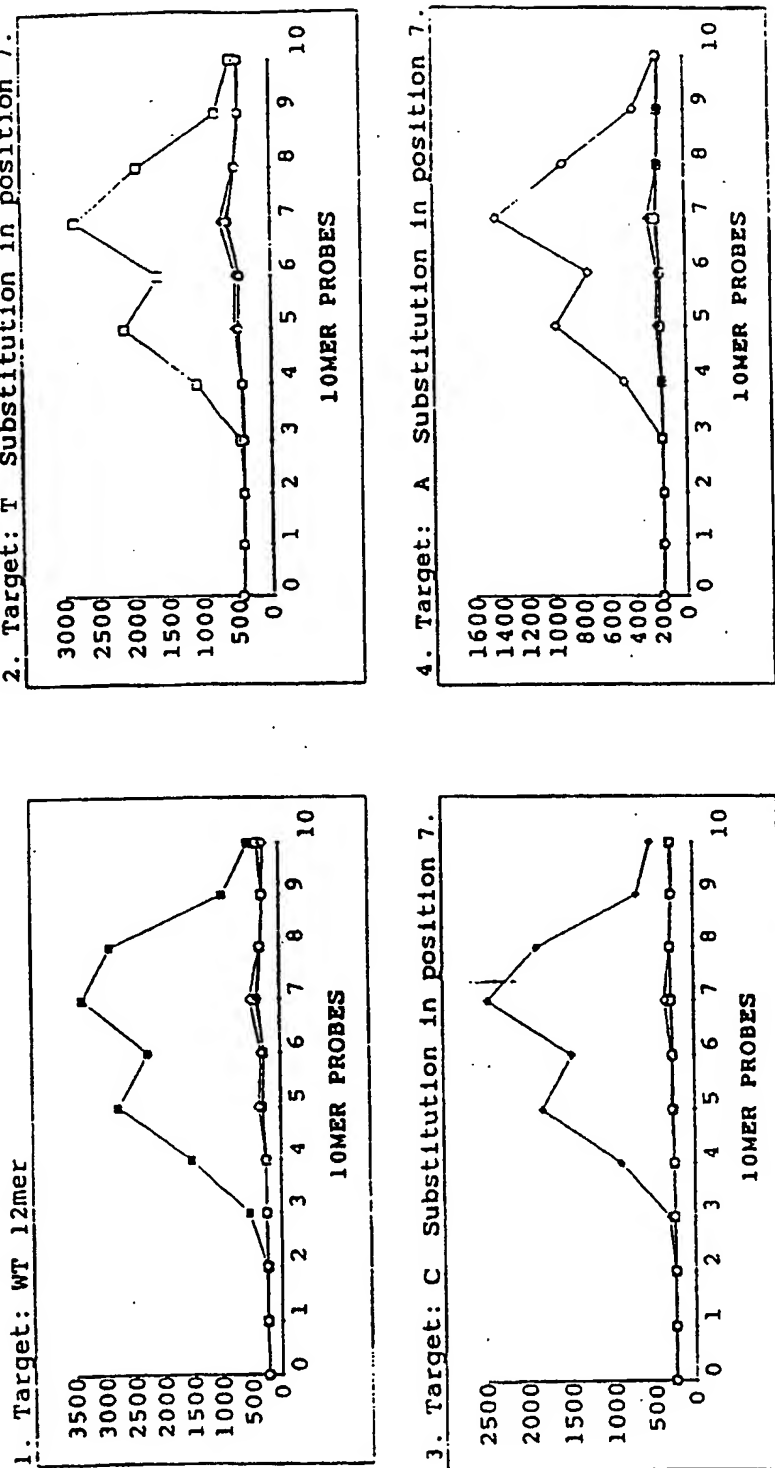 1. Target: WT 12mer
3500
3000
2500
2000
1500
1000
500
0
0 1 2 3 4 5 6 7 8 9 10
10MER PROBES
2. Target: T Substitution in position 7.
3000
2500
2000
1500
1000
500
0
0 1 2 3 4 5 6 7 8 9 10
10MER PROBES
3. Target: C Substitution in position 7.
2500
2000
1500
1000
500
0
0 1 2 3 4 5 6 7 8 9 10
10MER PROBES
4. Target: A Substitution in position 7.
1600
1400
1200
1000
800
600
400
200
0
0 1 2 3 4 5 6 7 8 9 10
10MER PROBES